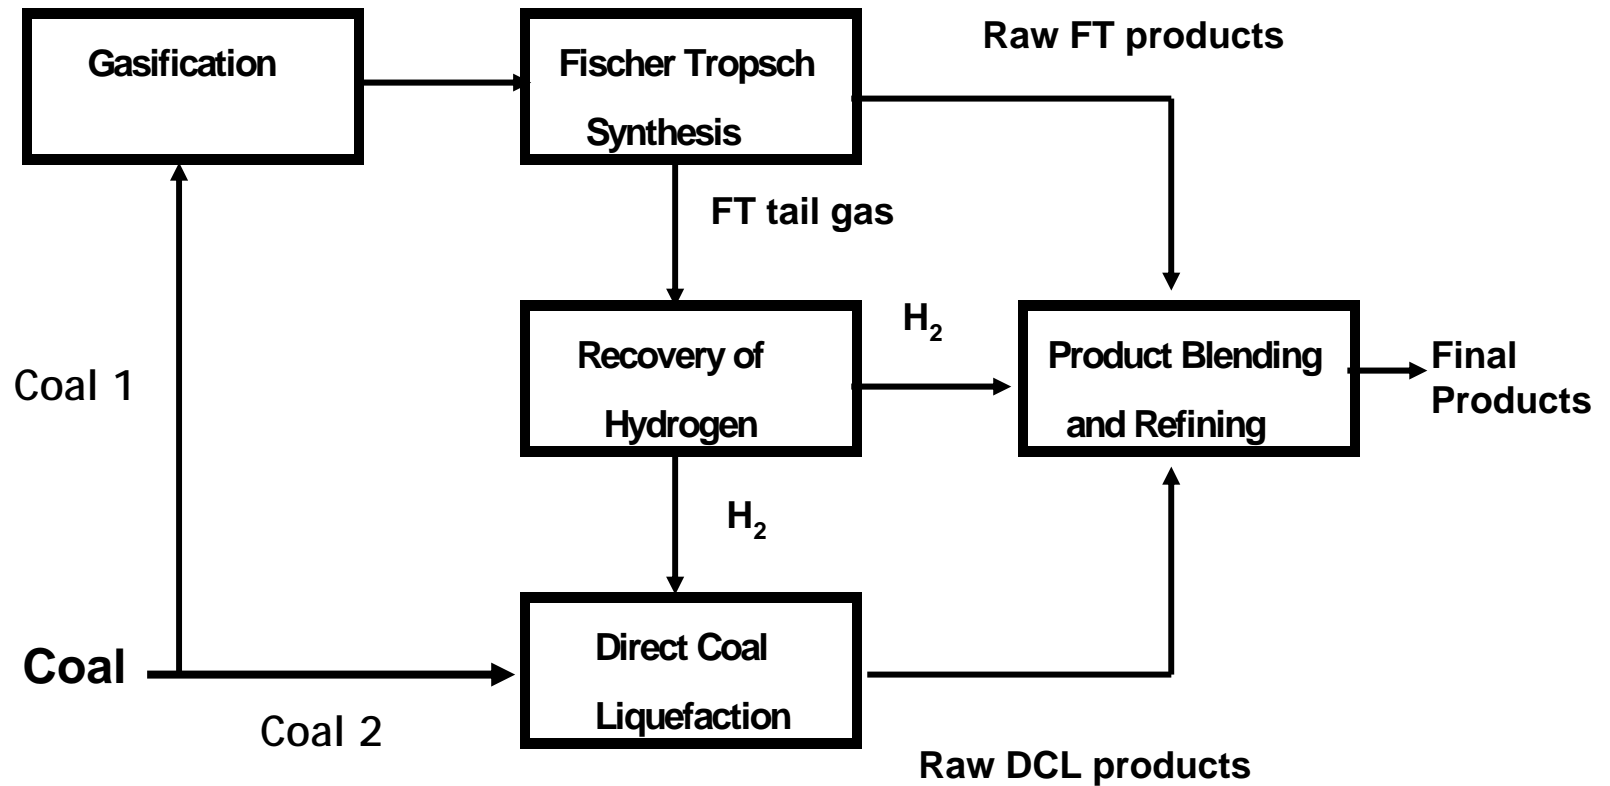 Gasification
Fischer Tropsch
Synthesis
Raw FT products
FT tail gas
Recovery of
Hydrogen
H₂
Product Blending
and Refining
Final
Products
Coal 1
H₂
Coal
Coal 2
Direct Coal
Liquefaction
Raw DCL products